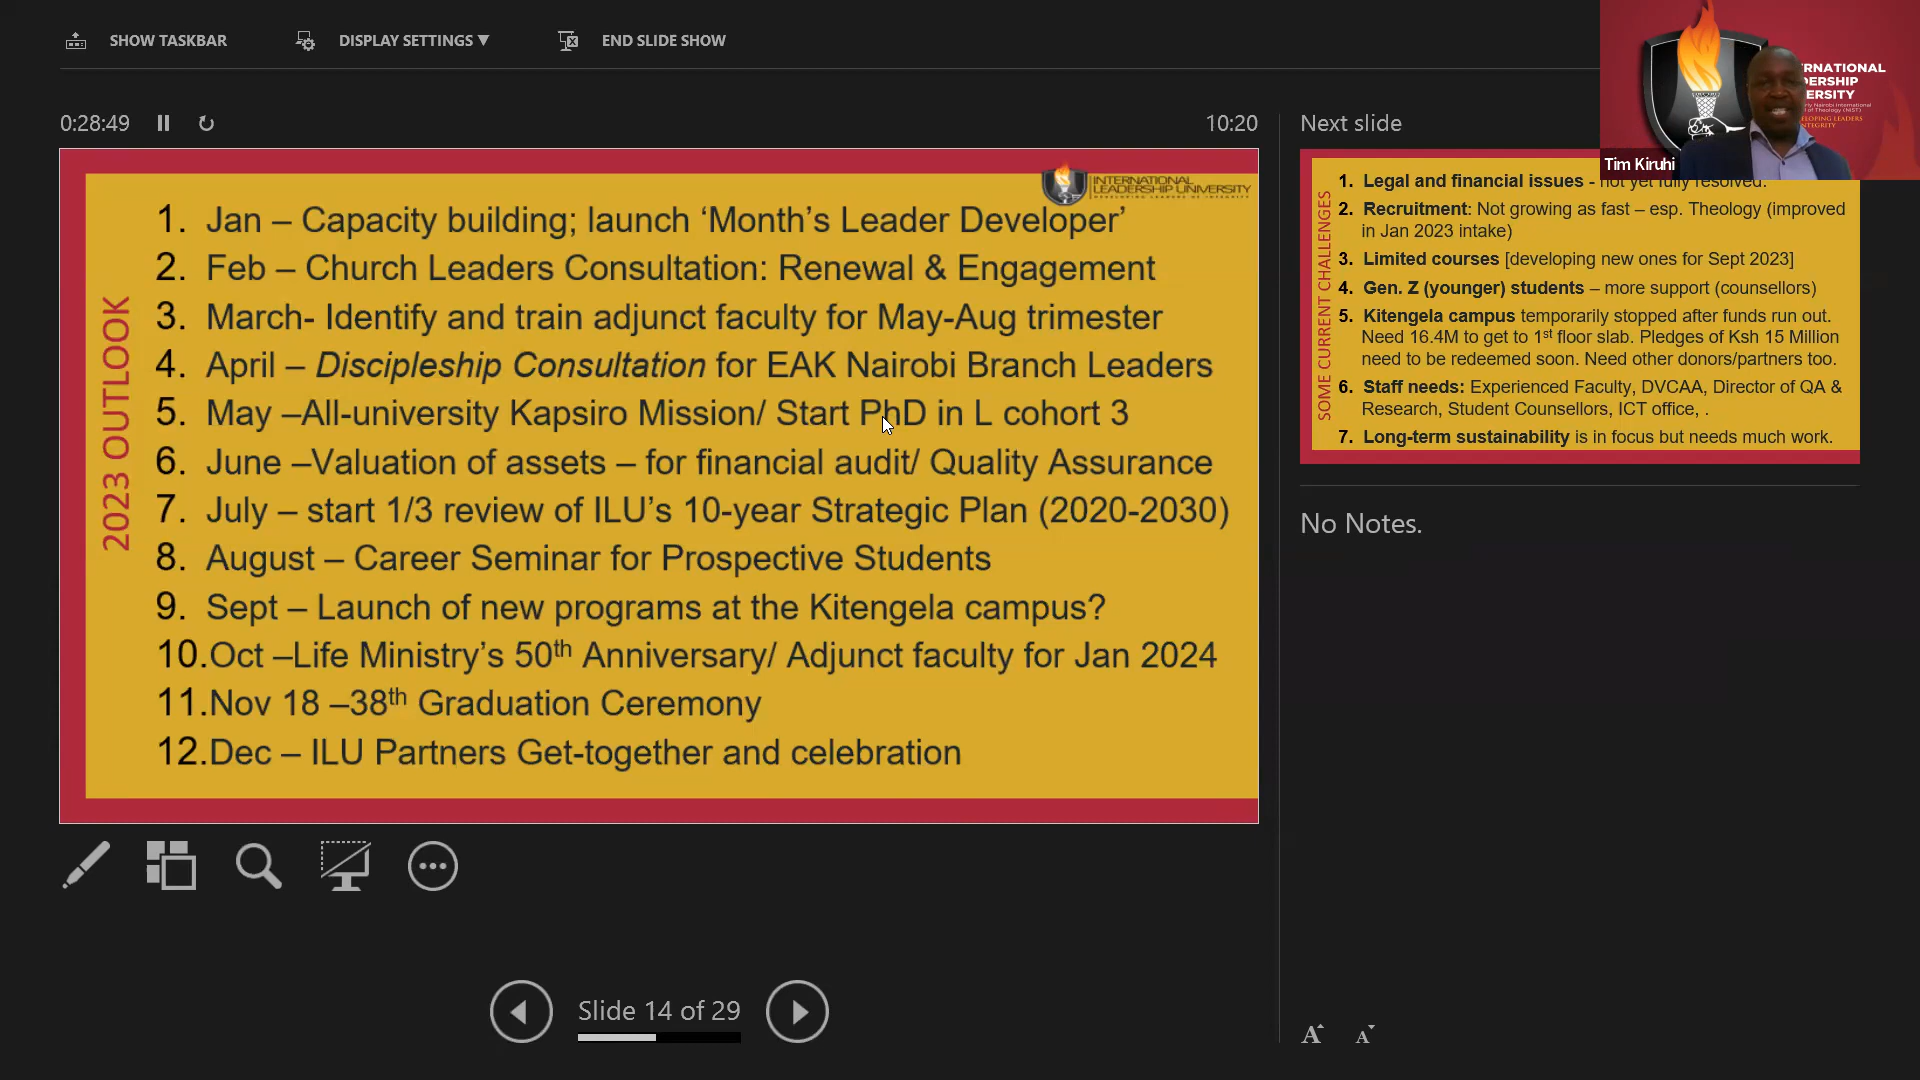 SHOW TASKBAR
DISPLAY SETTINGS ▼
END SLIDE SHOW
0:28:49
10:20
INTERNATIONAL
LEADERSHIP UNIVERSITY
DEVELOPING LEADERS OF INTEGRITY
2023 OUTLOOK
1. Jan – Capacity building; launch ‘Month’s Leader Developer’
2. Feb – Church Leaders Consultation: Renewal & Engagement
3. March- Identify and train adjunct faculty for May-Aug trimester
4. April – Discipleship Consultation for EAK Nairobi Branch Leaders
5. May –All-university Kapsiro Mission/ Start PhD in L cohort 3
6. June –Valuation of assets – for financial audit/ Quality Assurance
7. July – start 1/3 review of ILU’s 10-year Strategic Plan (2020-2030)
8. August – Career Seminar for Prospective Students
9. Sept – Launch of new programs at the Kitengela campus?
10.Oct –Life Ministry’s 50th Anniversary/ Adjunct faculty for Jan 2024
11.Nov 18 –38th Graduation Ceremony
12.Dec – ILU Partners Get-together and celebration
Slide 14 of 29
Next slide
RNATIONAL
DERSHIP
ERSITY
Tim Kiruhi
SOME CURRENT CHALLENGES
1. Legal and financial issues - not yet fully resolved.
2. Recruitment: Not growing as fast – esp. Theology (improved
in Jan 2023 intake)
3. Limited courses [developing new ones for Sept 2023]
4. Gen. Z (younger) students – more support (counsellors)
5. Kitengela campus temporarily stopped after funds run out.
Need 16.4M to get to 1st floor slab. Pledges of Ksh 15 Million
need to be redeemed soon. Need other donors/partners too.
6. Staff needs: Experienced Faculty, DVCAA, Director of QA &
Research, Student Counsellors, ICT office, .
7. Long-term sustainability is in focus but needs much work.
No Notes.
A A